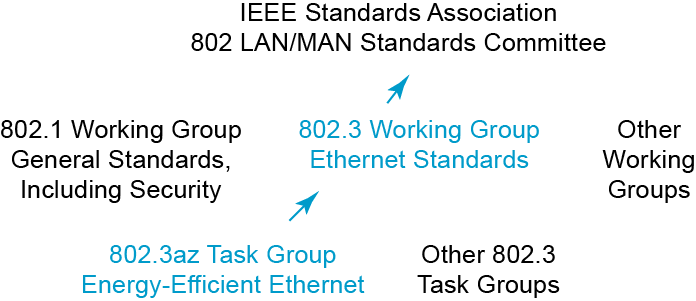 IEEE Standards Association
802 LAN/MAN Standards Committee
802.1 Working Group
General Standards,
Including Security
802.3 Working Group
Ethernet Standards
Other
Working
Groups
802.3az Task Group
Energy-Efficient Ethernet
Other 802.3
Task Groups